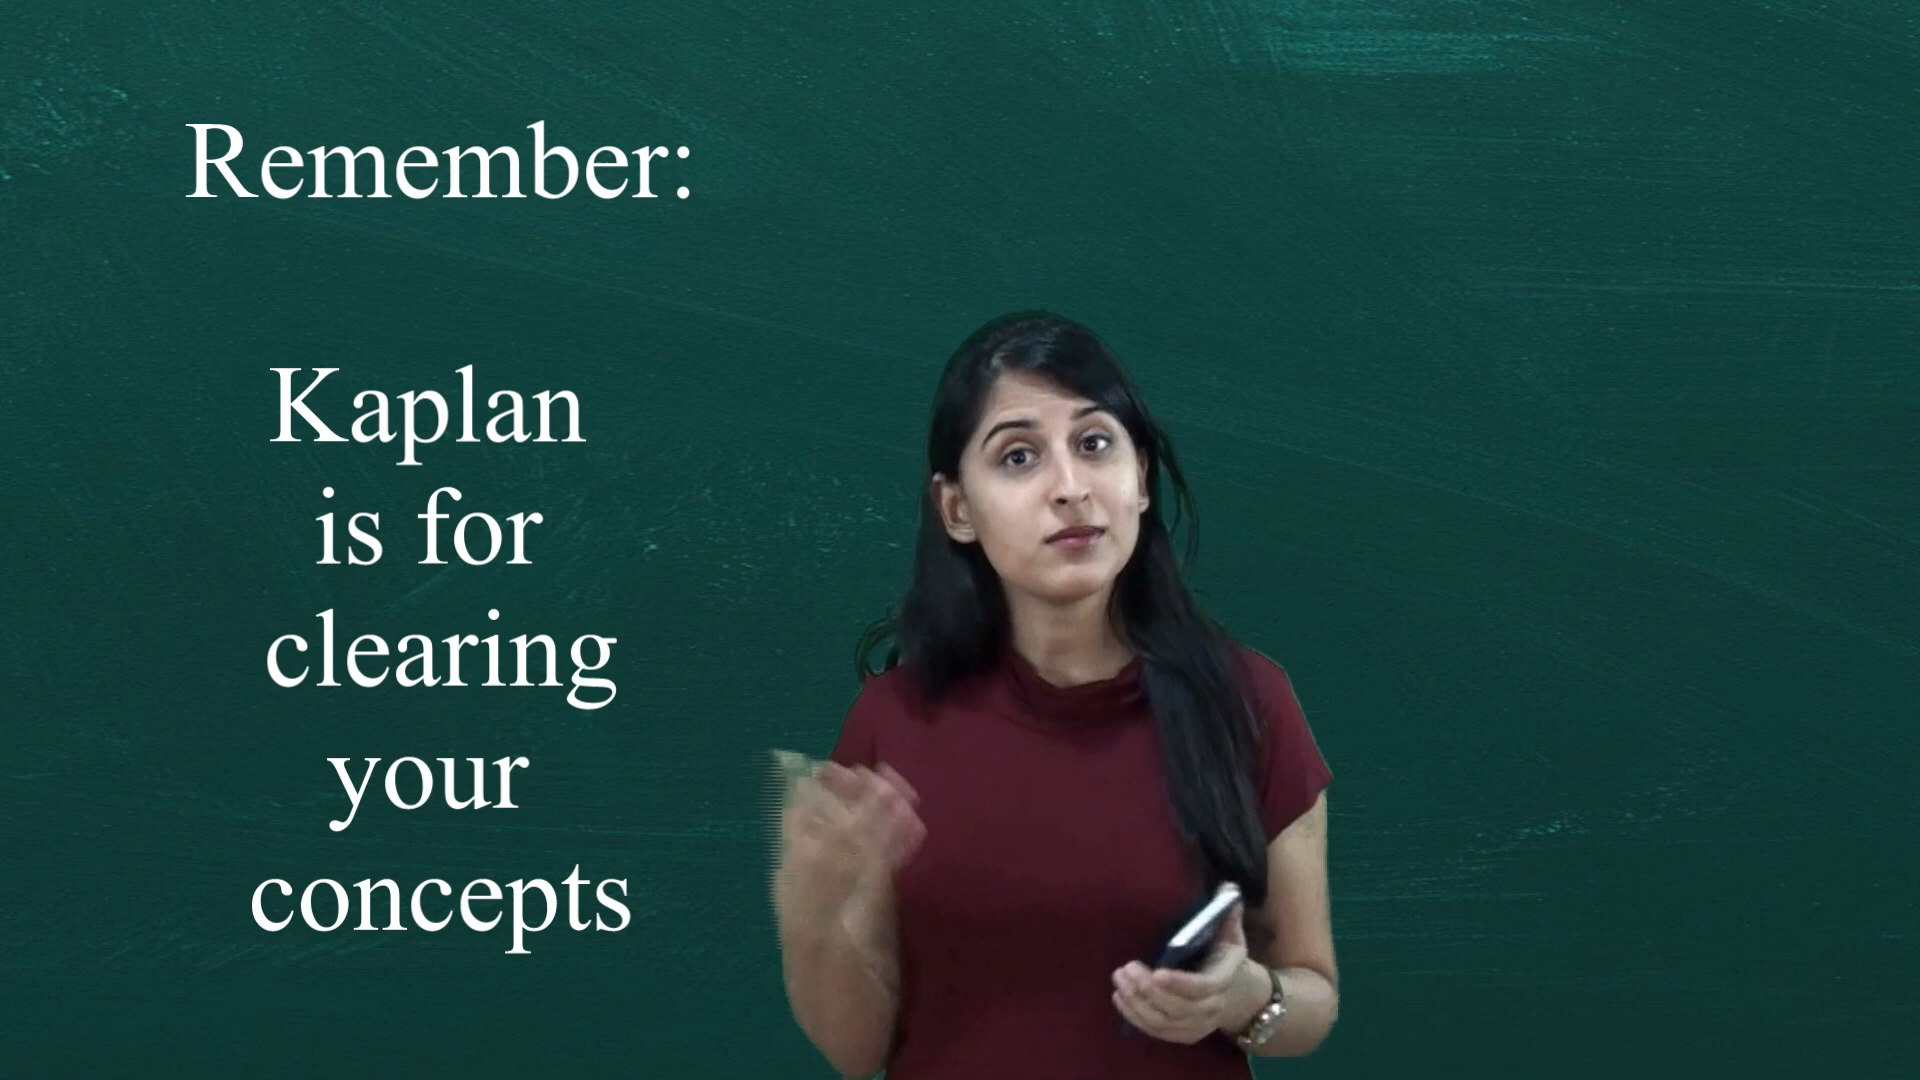 Remember:
Kaplan
is for
clearing
your
concepts